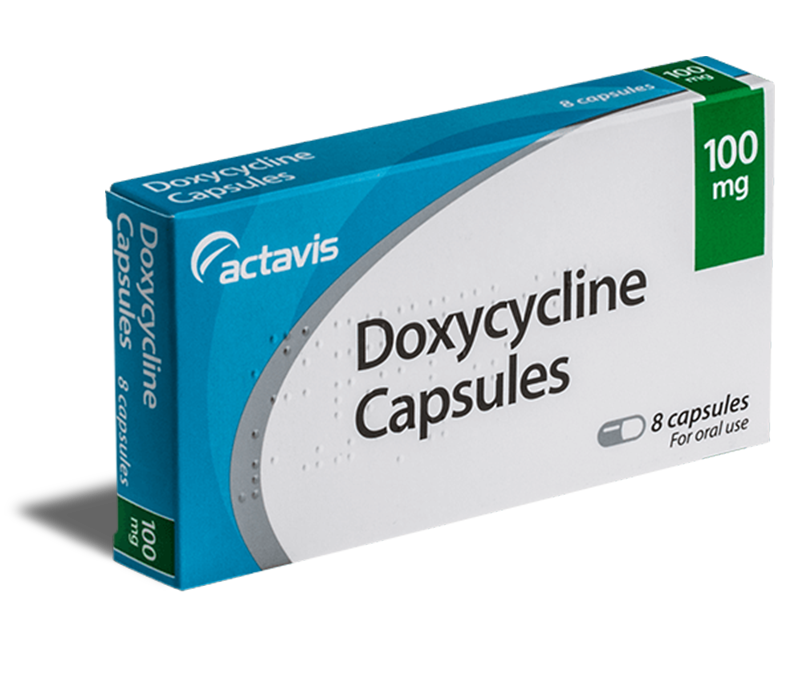 Doxycycline
Capsules
8 capsules
100
mg
actavis
100
mg
Doxycycline
Capsules
8 capsules
For oral use
Doxycycline
Capsules
8 capsules
100
mg